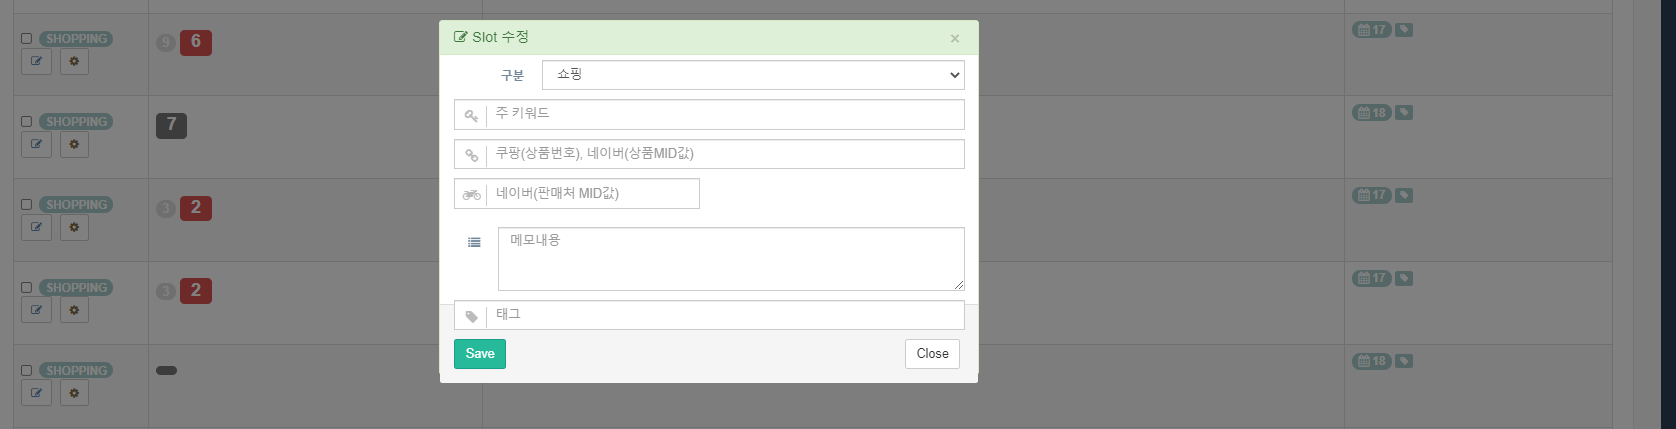 SHOPPING
9 6
17
SHOPPING
7
18
SHOPPING
3 2
17
SHOPPING
3 2
17
SHOPPING
18
Slot 수정
×
구분
쇼핑
주 키워드
쿠팡(상품번호), 네이버(상품MID값)
네이버(판매처 MID값)
메모내용
태그
Save
Close